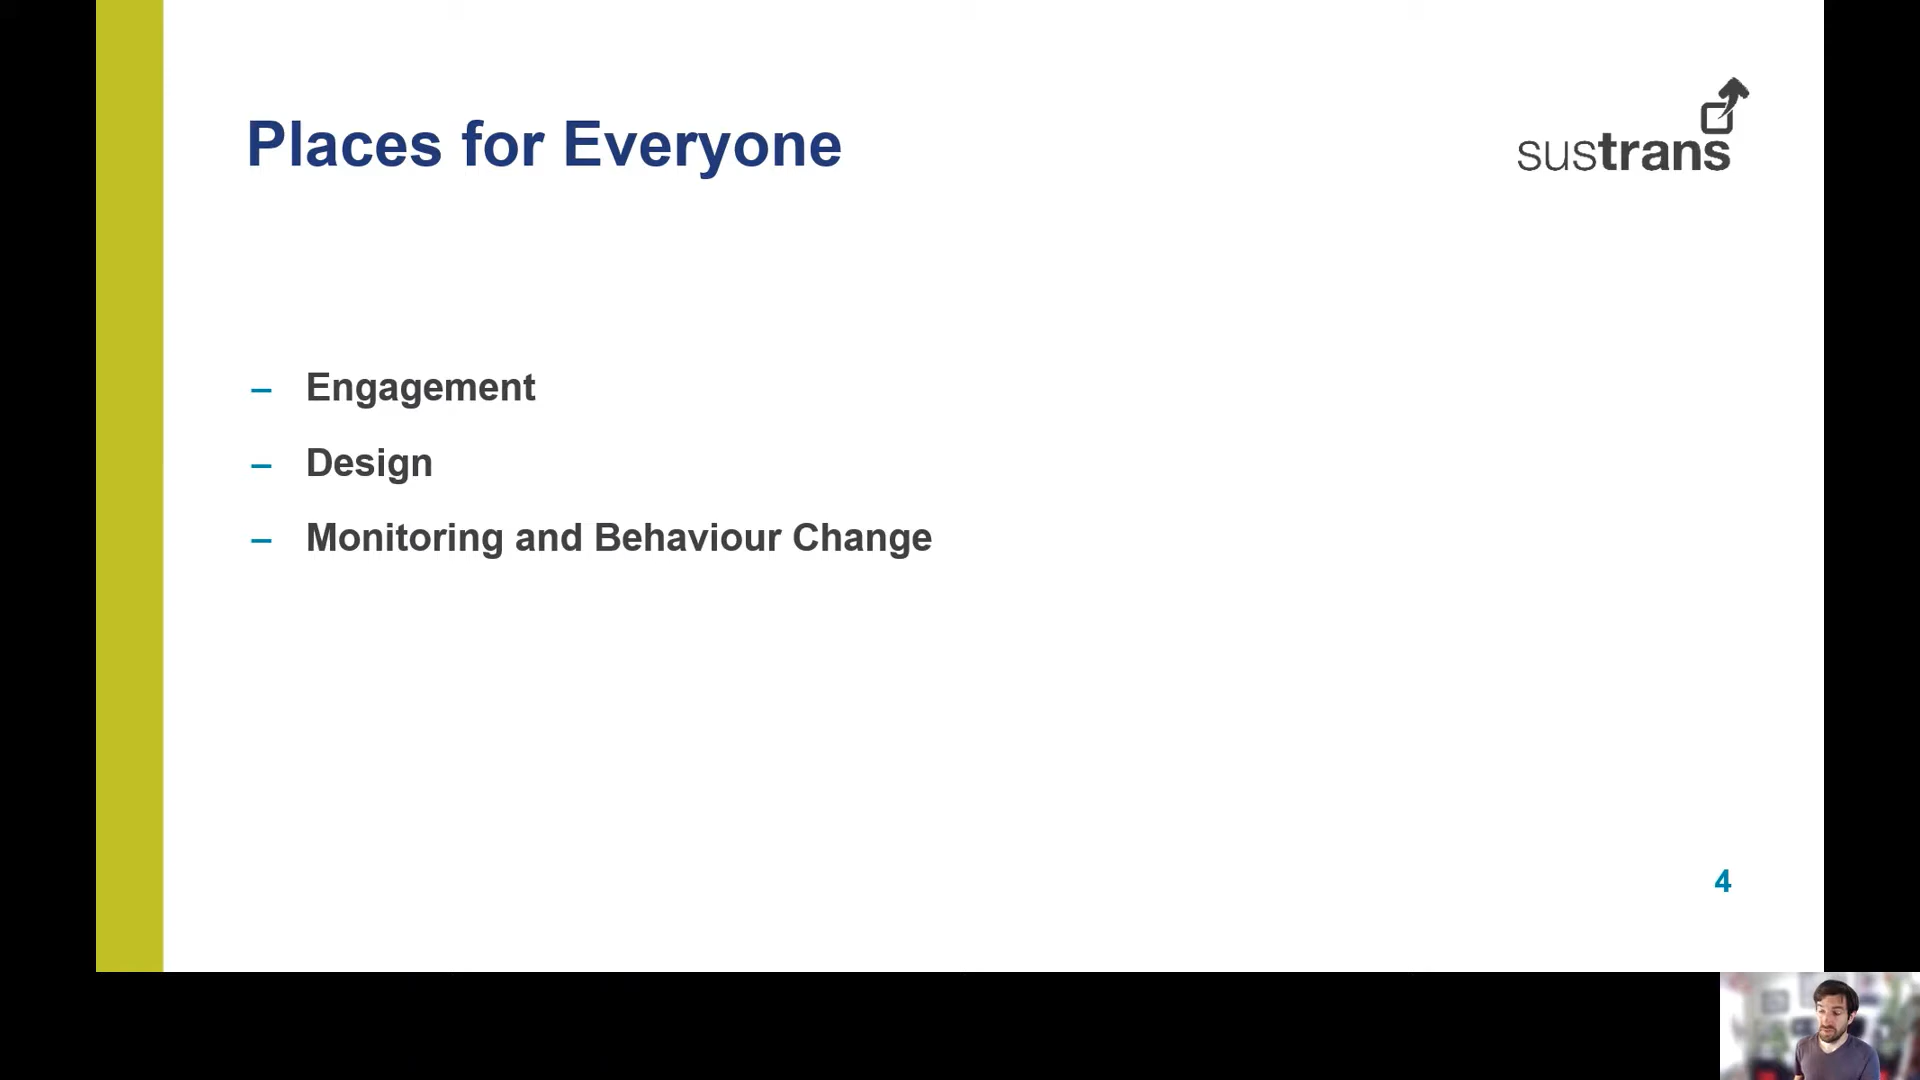 Places for Everyone
sustrans
– Engagement
– Design
– Monitoring and Behaviour Change
4